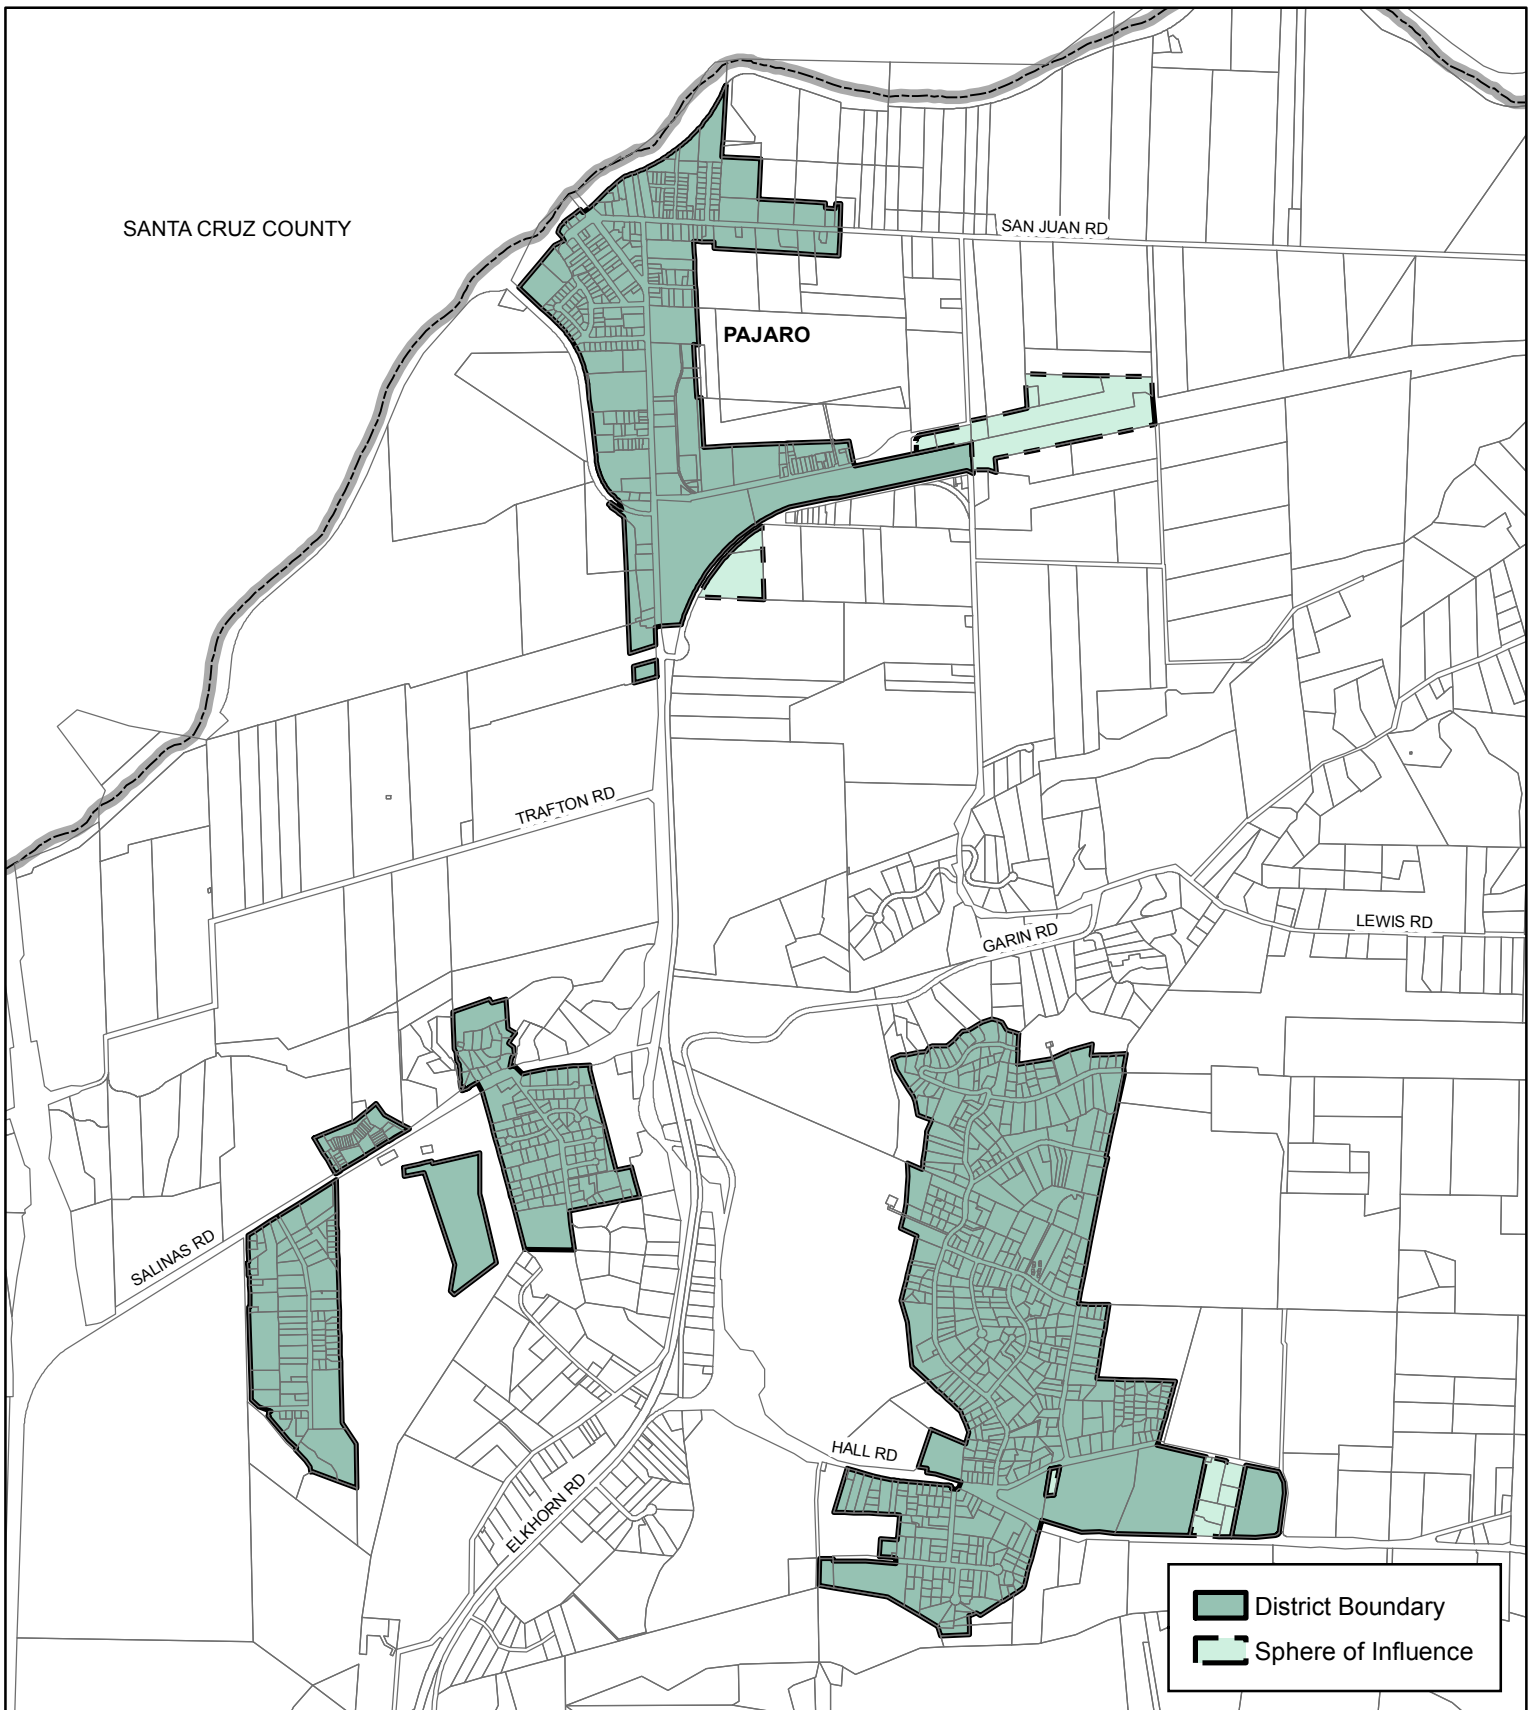 SANTA CRUZ COUNTY
SAN JUAN RD
PAJARO
TRAFTON RD
LEWIS RD
GARIN RD
SALINAS RD
HALL RD
ELKHORN RD
District Boundary
Sphere of Influence